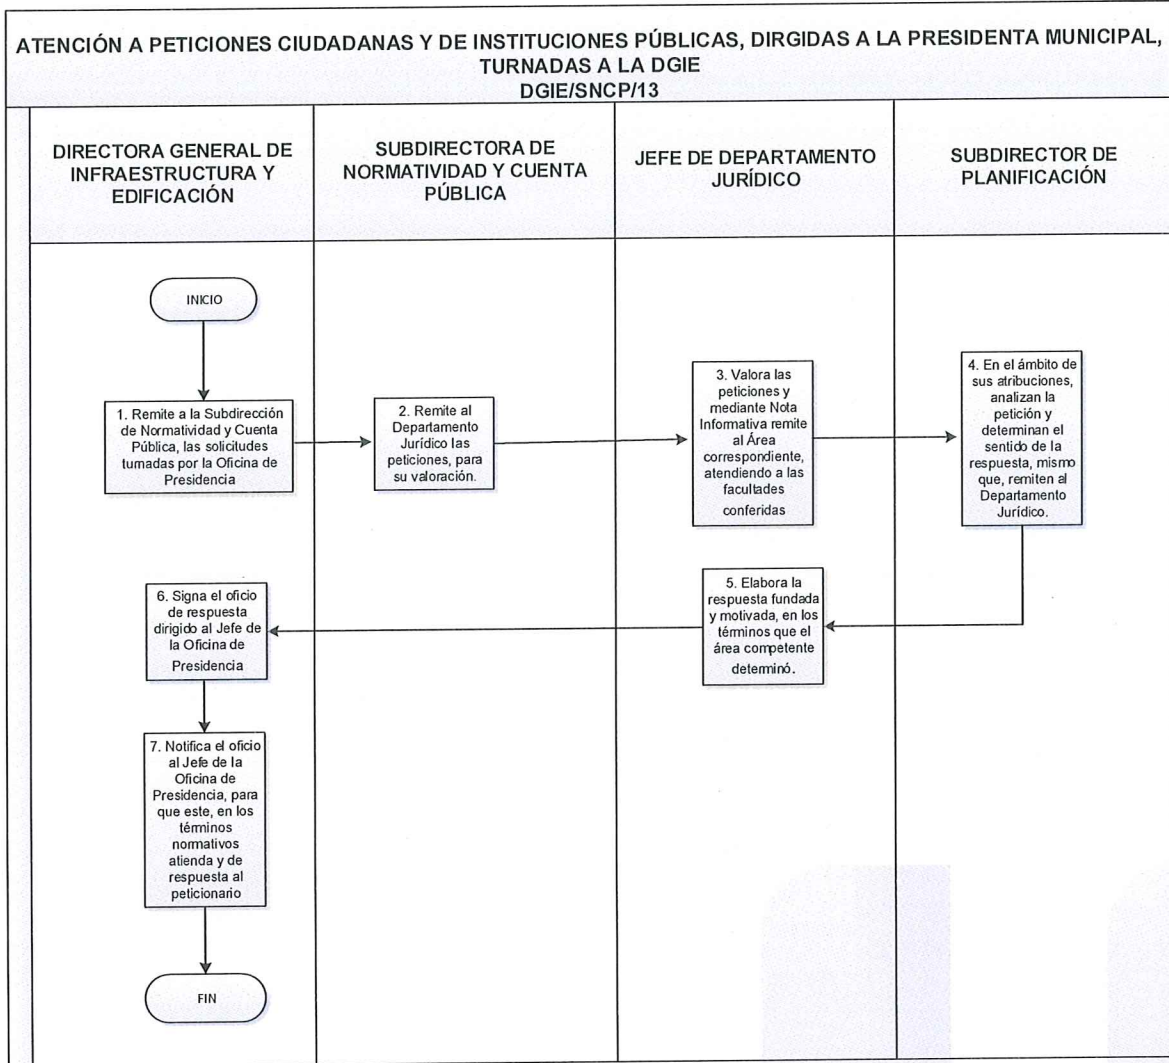 ATENCIÓN A PETICIONES CIUDADANAS Y DE INSTITUCIONES PÚBLICAS, DIRGIDAS A LA PRESIDENTA MUNICIPAL,
TURNADAS A LA DGIE
DGIE/SNCP/13
DIRECTORA GENERAL DE
INFRAESTRUCTURA Y
EDIFICACIÓN
SUBDIRECTORA DE
NORMATIVIDAD Y CUENTA
PÚBLICA
JEFE DE DEPARTAMENTO
JURÍDICO
SUBDIRECTOR DE
PLANIFICACIÓN
INICIO
1. Remite a la Subdirección
de Normatividad y Cuenta
Pública, las solicitudes
turnadas por la Oficina de
Presidencia
2. Remite al
Departamento
Jurídico las
peticiones, para
su valoración.
3. Valora las
peticiones y
mediante Nota
Informativa remite
al Área
correspondiente,
atendiendo a las
facultades
conferidas
4. En el ámbito de
sus atribuciones,
analizan la
petición y
determinan el
sentido de la
respuesta, mismo
que, remiten al
Departamento
Jurídico.
5. Elabora la
respuesta fundada
y motivada, en los
términos que el
área competente
determinó.
6. Signa el oficio
de respuesta
dirigido al Jefe de
la Oficina de
Presidencia
7. Notifica el oficio
al Jefe de la
Oficina de
Presidencia, para
que este, en los
términos
normativos
atienda y de
respuesta al
peticionario
FIN